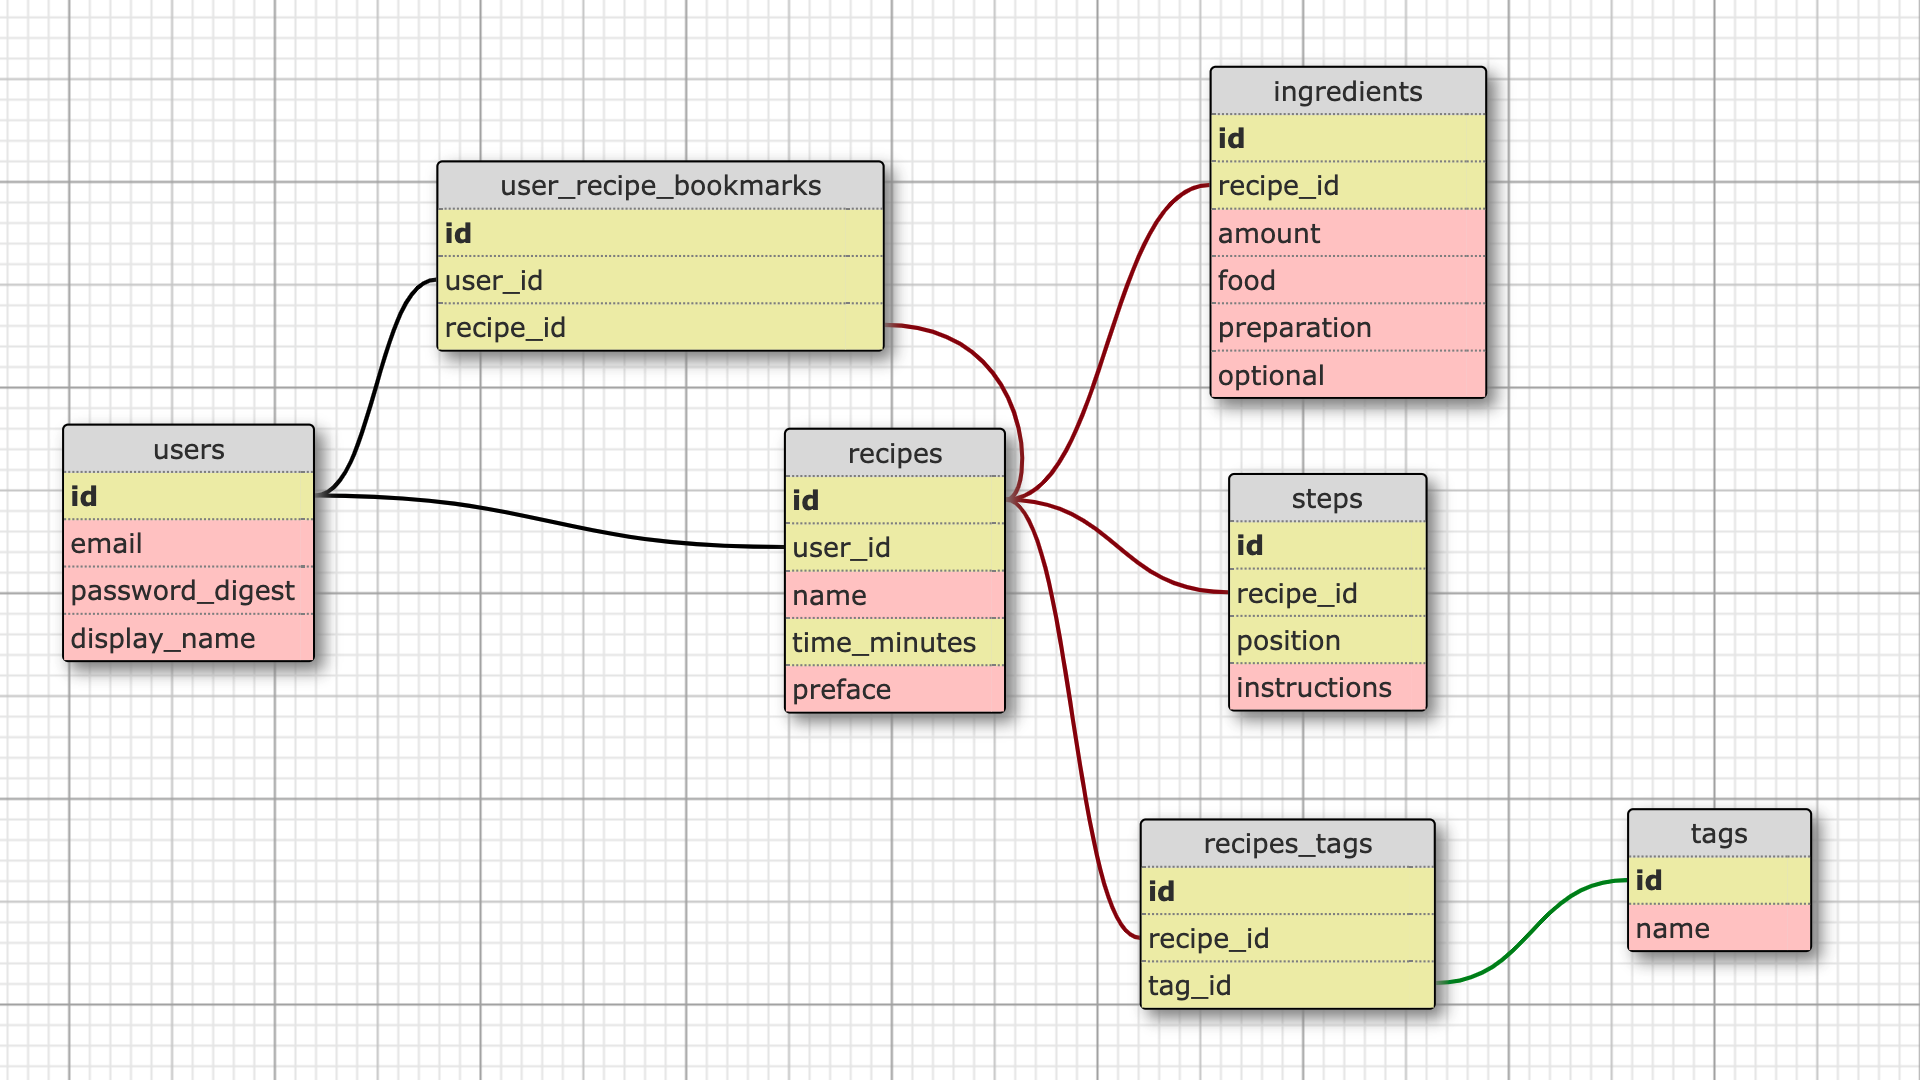 users
id
email
password_digest
display_name
user_recipe_bookmarks
id
user_id
recipe_id
recipes
id
user_id
name
time_minutes
preface
ingredients
id
recipe_id
amount
food
preparation
optional
steps
id
recipe_id
position
instructions
recipes_tags
id
recipe_id
tag_id
tags
id
name